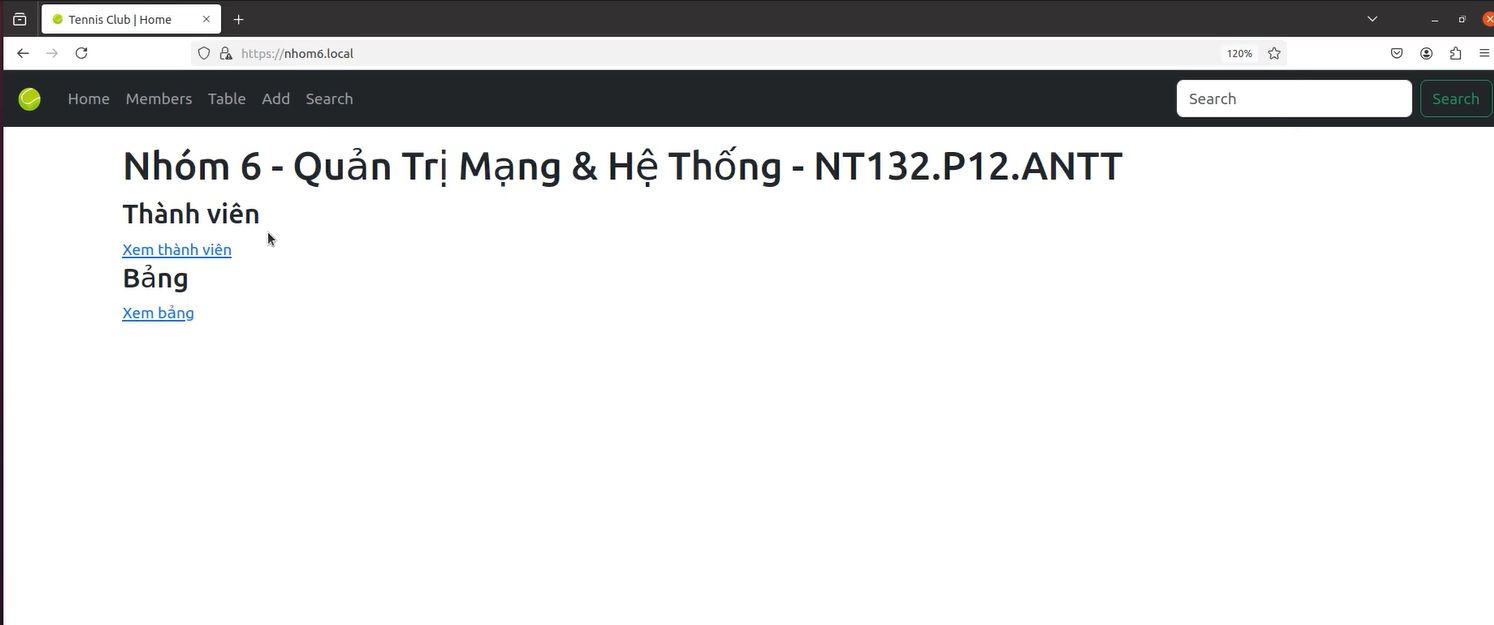 Tennis Club | Home
https://nhom6.local
120%
Home Members Table Add Search
Search
Search
Nhóm 6 - Quản Trị Mạng & Hệ Thống - NT132.P12.ANTT
Thành viên
Xem thành viên
Bảng
Xem bảng